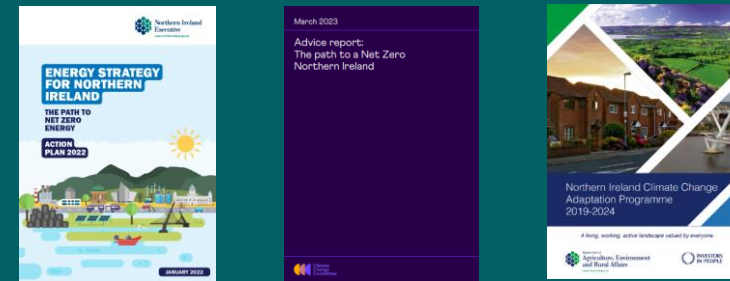 Northern Ireland
Executive
ENERGY STRATEGY
FOR NORTHERN
IRELAND
THE PATH TO
NET ZERO
ENERGY
ACTION
PLAN 2022
JANUARY 2022
March 2023
Advice report:
The path to a Net Zero
Northern Ireland
Climate
Change
Committee
Northern Ireland Climate Change
Adaptation Programme
2019-2024
A living, working, active landscape valued by everyone.
Agriculture, Environment
and Rural Affairs
INVESTORS
IN PEOPLE